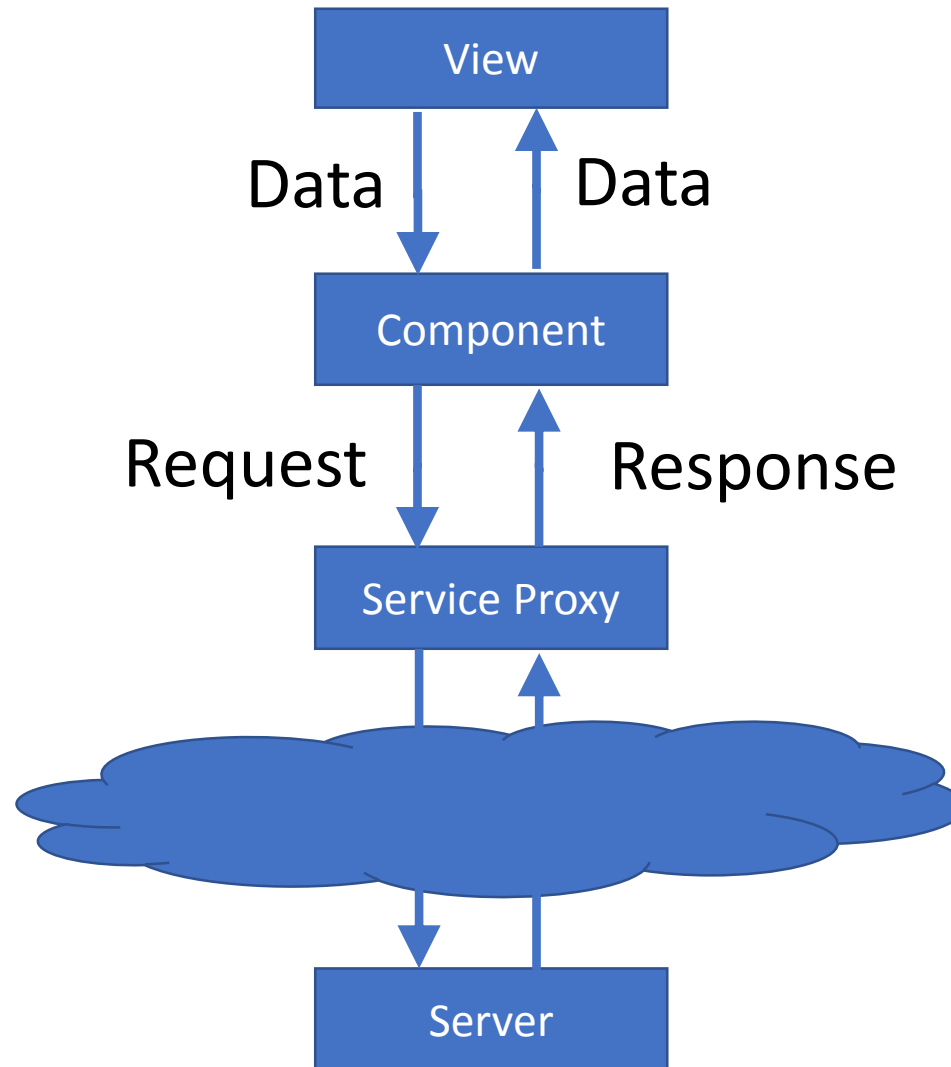 View
Data
Data
Component
Request
Response
Service Proxy
Server